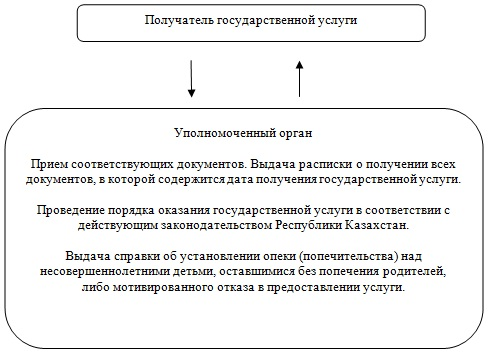 Получатель государственной услуги
Уполномоченный орган
Прием соответствующих документов. Выдача расписки о получении всех
документов, в которой содержится дата получения государственной услуги.
Проведение порядка оказания государственной услуги в соответствии с
действующим законодательством Республики Казахстан.
Выдача справки об установлении опеки (попечительства) над
несовершеннолетними детьми, оставшимися без попечения родителей,
либо мотивированного отказа в предоставлении услуги.